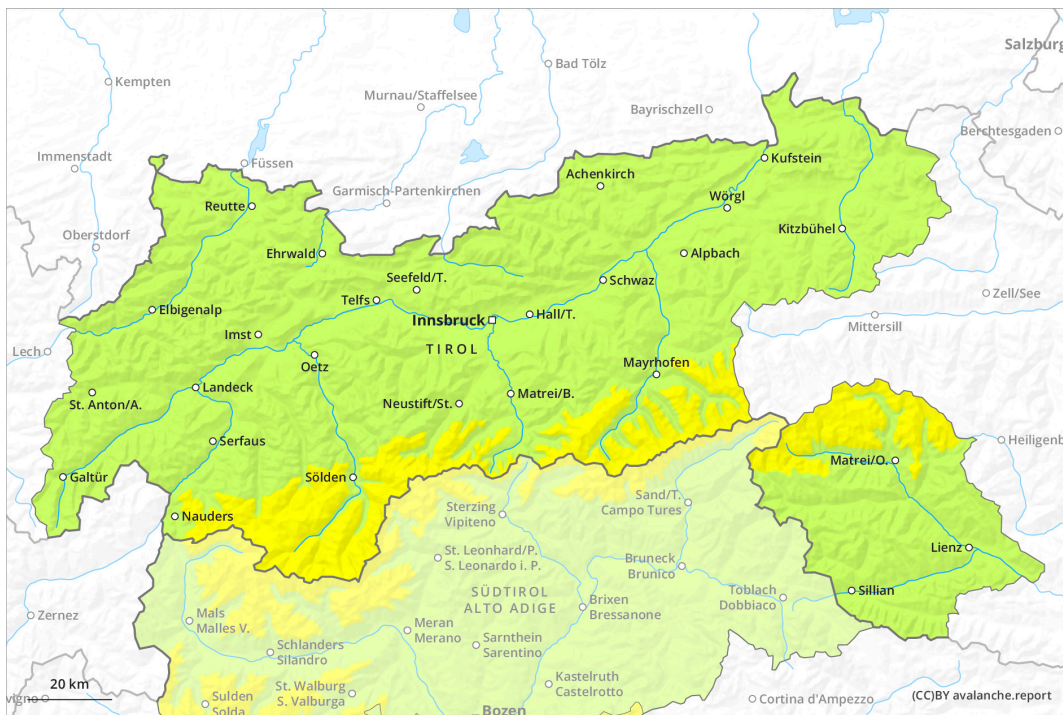 Salzburg
Kempten
Bad Tölz
Murnau/Staffelsee
Bayrischzell
Berchtesgaden
Immenstadt
Füssen
Kufstein
Achenkirch
Garmisch-Partenkirchen
Reutte
Wörgl
Oberstdorf
Kitzbühel
Ehrwald
Alpbach
Seefeld/T.
Schwaz
Zell/See
Telfs
Elbigenalp
Innsbruck
Hall/T.
Mittersill
Imst
Lech
TIROL
Oetz
Mayrhofen
Landeck
St. Anton/A.
Neustift/St.
Matrei/B.
Serfaus
Heiligenb
Matrei/O.
Galtür
Sölden
Sand/T.
Campo Tures
Nauders
Sterzing
Vipiteno
Lienz
St. Leonhard/P.
S. Leonardo i. P.
Bruneck
Brunico
Sillian
SÜDTIROL
ALTO ADIGE
Toblach
Dobbiaco
Zernez
Mals
Malles V.
Brixen
Bressanone
Meran
Merano
Schlanders
Silandro
Sarnthein
Sarentino
20 km
St. Walburg
S. Valburga
Kastelruth
Castelrotto
vigno
Sulden
Solda
Cortina d'Ampezzo
(CC)BY avalanche.report
Bozen